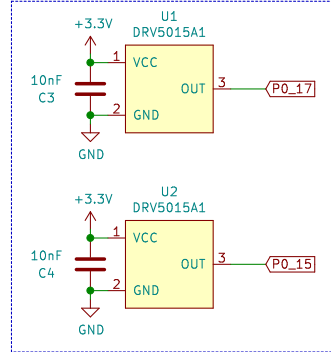 U1
+3.3V DRV5015A1
1 VCC
10nF
C3
OUT 3 P0_17
2 GND
GND
U2
+3.3V DRV5015A1
1 VCC
10nF
C4
OUT 3 P0_15
2 GND
GND